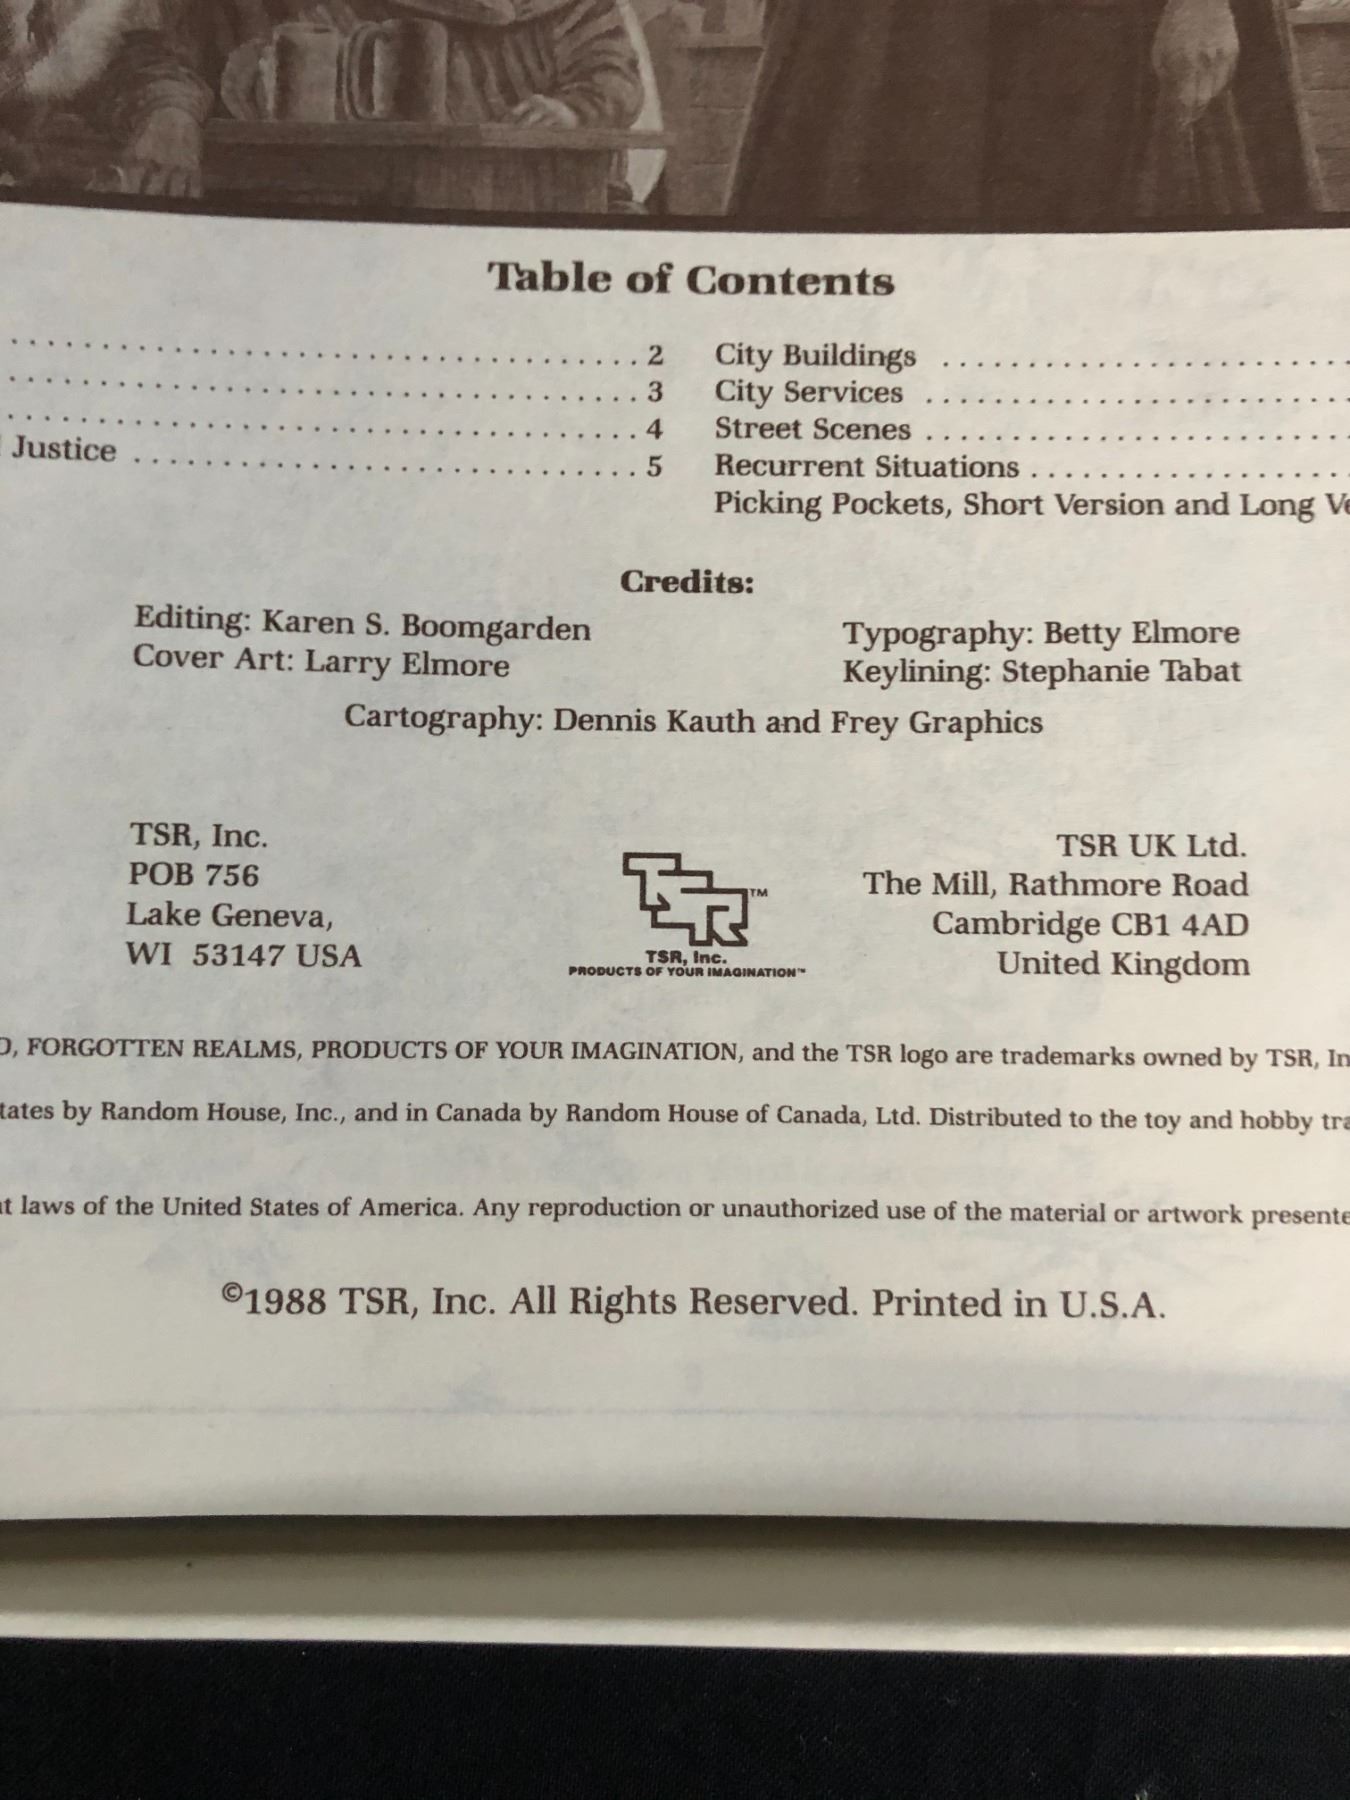 Table of Contents
. . . . . . . . . . . . . . . . . . . . . . . . . . . . . . . . . . . 2
. . . . . . . . . . . . . . . . . . . . . . . . . . . . . . . . . . . 3
. . . . . . . . . . . . . . . . . . . . . . . . . . . . . . . . . . . 4
Justice . . . . . . . . . . . . . . . . . . . . . . . . . . . . 5
City Buildings . . . . . . . . . . . . . . . . . . . . . .
City Services . . . . . . . . . . . . . . . . . . . . . . .
Street Scenes . . . . . . . . . . . . . . . . . . . . . . .
Recurrent Situations . . . . . . . . . . . . . . . . .
Picking Pockets, Short Version and Long
Credits:
Editing: Karen S. Boomgarden
Cover Art: Larry Elmore
Typography: Betty Elmore
Keylining: Stephanie Tabat
Cartography: Dennis Kauth and Frey Graphics
TSR, Inc.
POB 756
Lake Geneva,
WI 53147 USA
TSR™
TSR, Inc.
PRODUCTS OF YOUR IMAGINATION™
TSR UK Ltd.
The Mill, Rathmore Road
Cambridge CB1 4AD
United Kingdom
FORGOTTEN REALMS, PRODUCTS OF YOUR IMAGINATION, and the TSR logo are trademarks owned by TSR,
by Random House, Inc., and in Canada by Random House of Canada, Ltd. Distributed to the toy and hobby
laws of the United States of America. Any reproduction or unauthorized use of the material or artwork
©1988 TSR, Inc. All Rights Reserved. Printed in U.S.A.